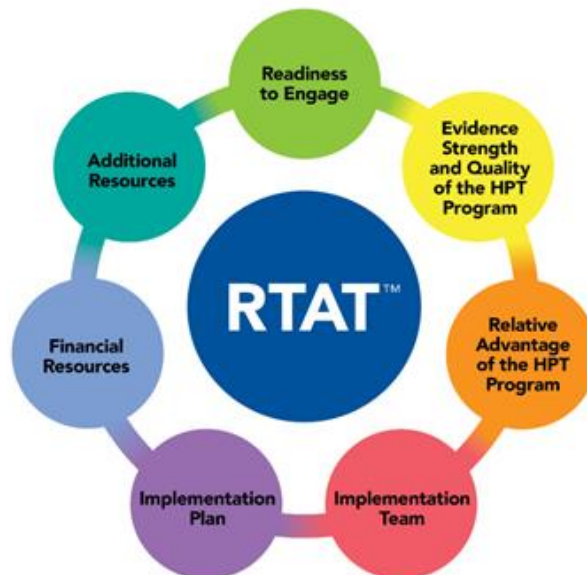 Readiness
to Engage
Evidence
Strength
and Quality
of the HPT
Program
Relative
Advantage
of the HPT
Program
Implementation
Team
Implementation
Plan
Financial
Resources
Additional
Resources
RTAT™